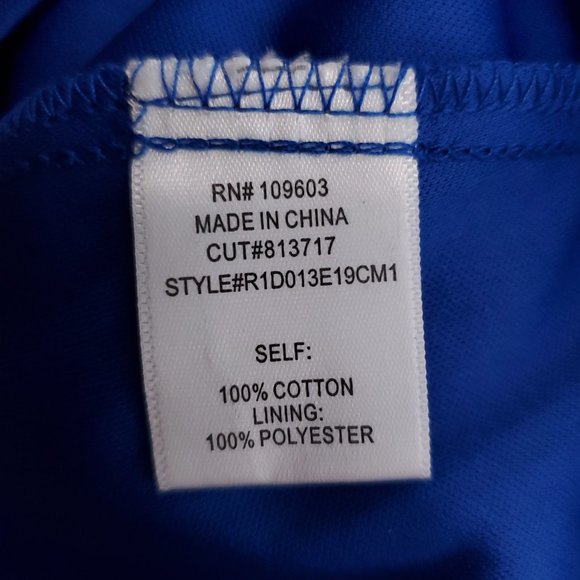 RN# 109603
MADE IN CHINA
CUT#813717
STYLE#R1D013E19CM1
SELF:
100% COTTON
LINING:
100% POLYESTER